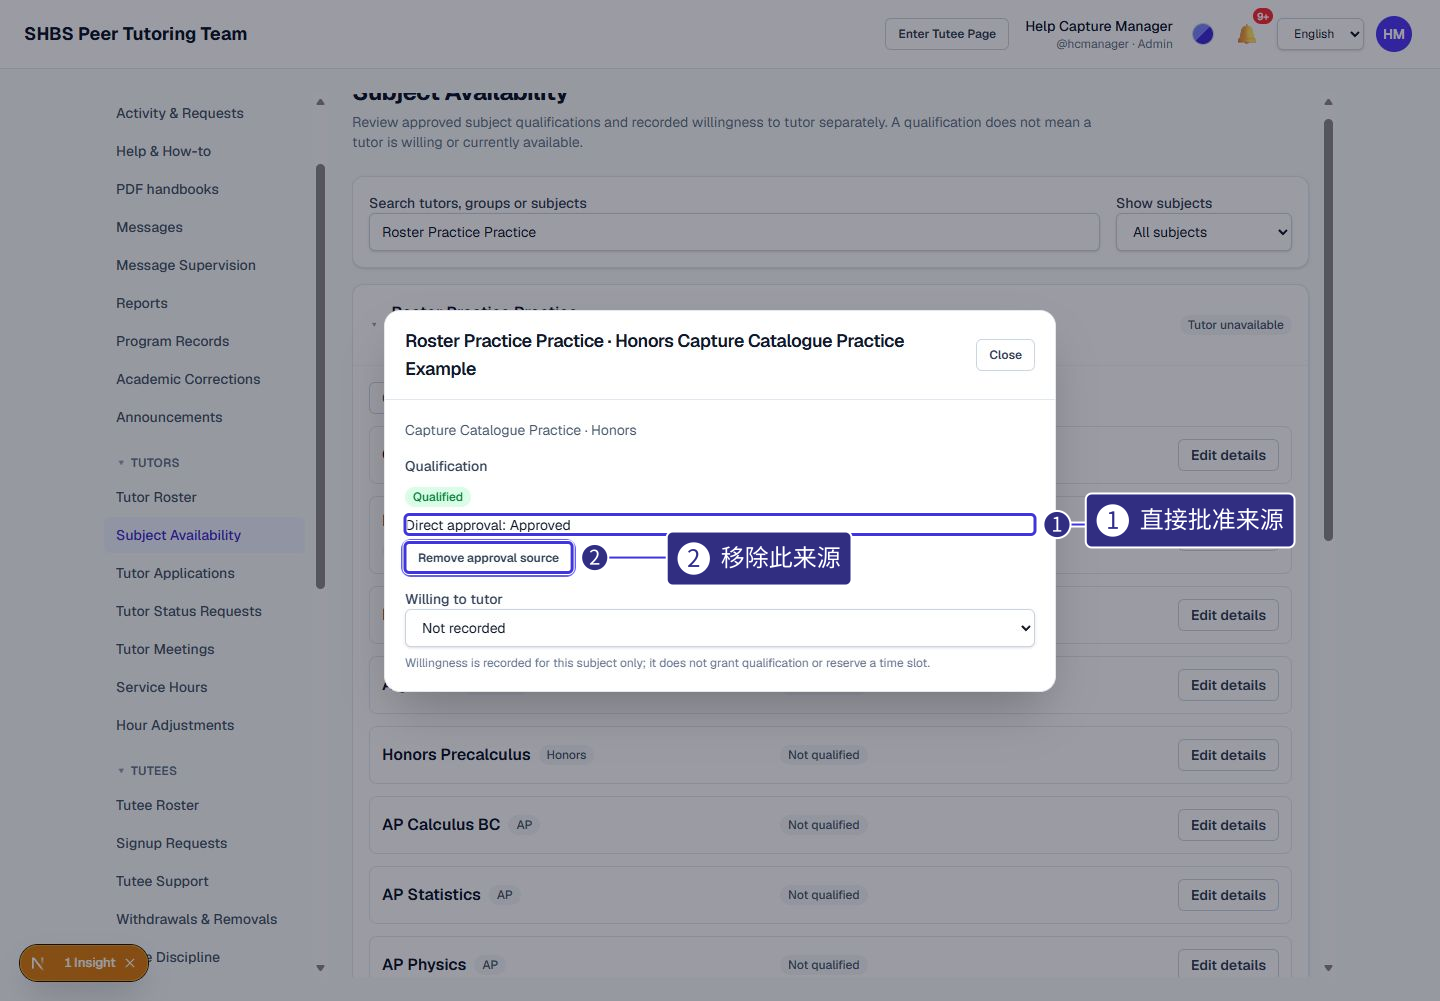 SHBS Peer Tutoring Team
Enter Tutee Page
Help Capture Manager
@hcmanager · Admin
9+
English
HM
Activity & Requests
Help & How-to
PDF handbooks
Messages
Message Supervision
Reports
Program Records
Academic Corrections
Announcements
TUTORS
Tutor Roster
Subject Availability
Tutor Applications
Tutor Status Requests
Tutor Meetings
Service Hours
Hour Adjustments
TUTEES
Tutee Roster
Signup Requests
Tutee Support
Withdrawals & Removals
Discipline
N 1 Insight ×
Subject Availability
Review approved subject qualifications and recorded willingness to tutor separately. A qualification does not mean a
tutor is willing or currently available.
Search tutors, groups or subjects
Roster Practice Practice
Show subjects
All subjects
Roster Practice Practice
Tutor unavailable
Roster Practice Practice · Honors Capture Catalogue Practice
Example
Close
Capture Catalogue Practice · Honors
Qualification
Qualified
Direct approval: Approved
1
1 直接批准来源
Remove approval source
2
2 移除此来源
Willing to tutor
Not recorded
Willingness is recorded for this subject only; it does not grant qualification or reserve a time slot.
Edit details
Edit details
Edit details
Honors Precalculus Honors Not qualified Edit details
AP Calculus BC AP Not qualified Edit details
AP Statistics AP Not qualified Edit details
AP Physics AP Not qualified Edit details